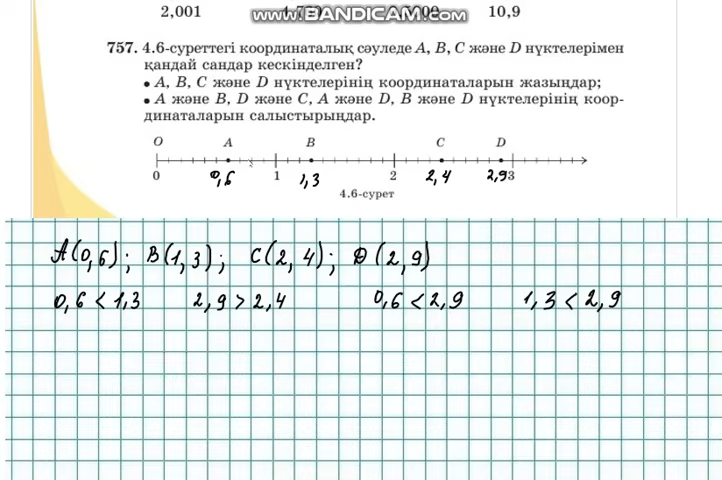 2,001 10,9
WWW.BANDICAM.COM
757. 4.6-суреттегі координаталық сәуледе A, B, C және D нүктелерімен
қандай сандар кескінделген?
• A, B, C және D нүктелерінің координаталарын жазыңдар;
• A және B, D және C, A және D, B және D нүктелерінің коор-
динаталарын салыстырыңдар.
O A B C D
0 0,6 1 1,3 2 2,4 2,9 3
4.6-сурет
A(0,6); B(1,3); C(2,4); D(2,9)
0,6 < 1,3 2,9 > 2,4 0,6 < 2,9 1,3 < 2,9